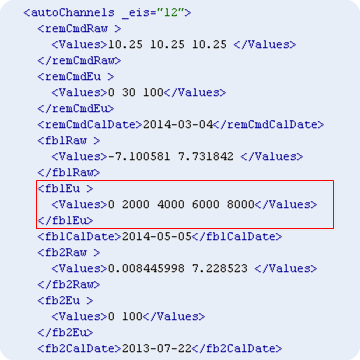 <autoChannels _eis="l2">
<remCmdRaw >
<Values>10.25 10.25 10.25 </Values>
</remCmdRaw>
<remCmdEu >
<Values>0 30 100</Values>
</remCmdEu>
<remCmdCalDate>2014-03-04</remCmdCalDate>
<fb1Raw >
<Values>-7.100581 7.731842 </Values>
</fb1Raw>
<fb1Eu >
<Values>0 2000 4000 6000 8000</Values>
</fb1Eu>
<fb1CalDate>2014-05-05</fb1CalDate>
<fb2Raw >
<Values>0.008445998 7.228523 </Values>
</fb2Raw>
<fb2Eu >
<Values>0 100</Values>
</fb2Eu>
<fb2CalDate>2013-07-22</fb2CalDate>